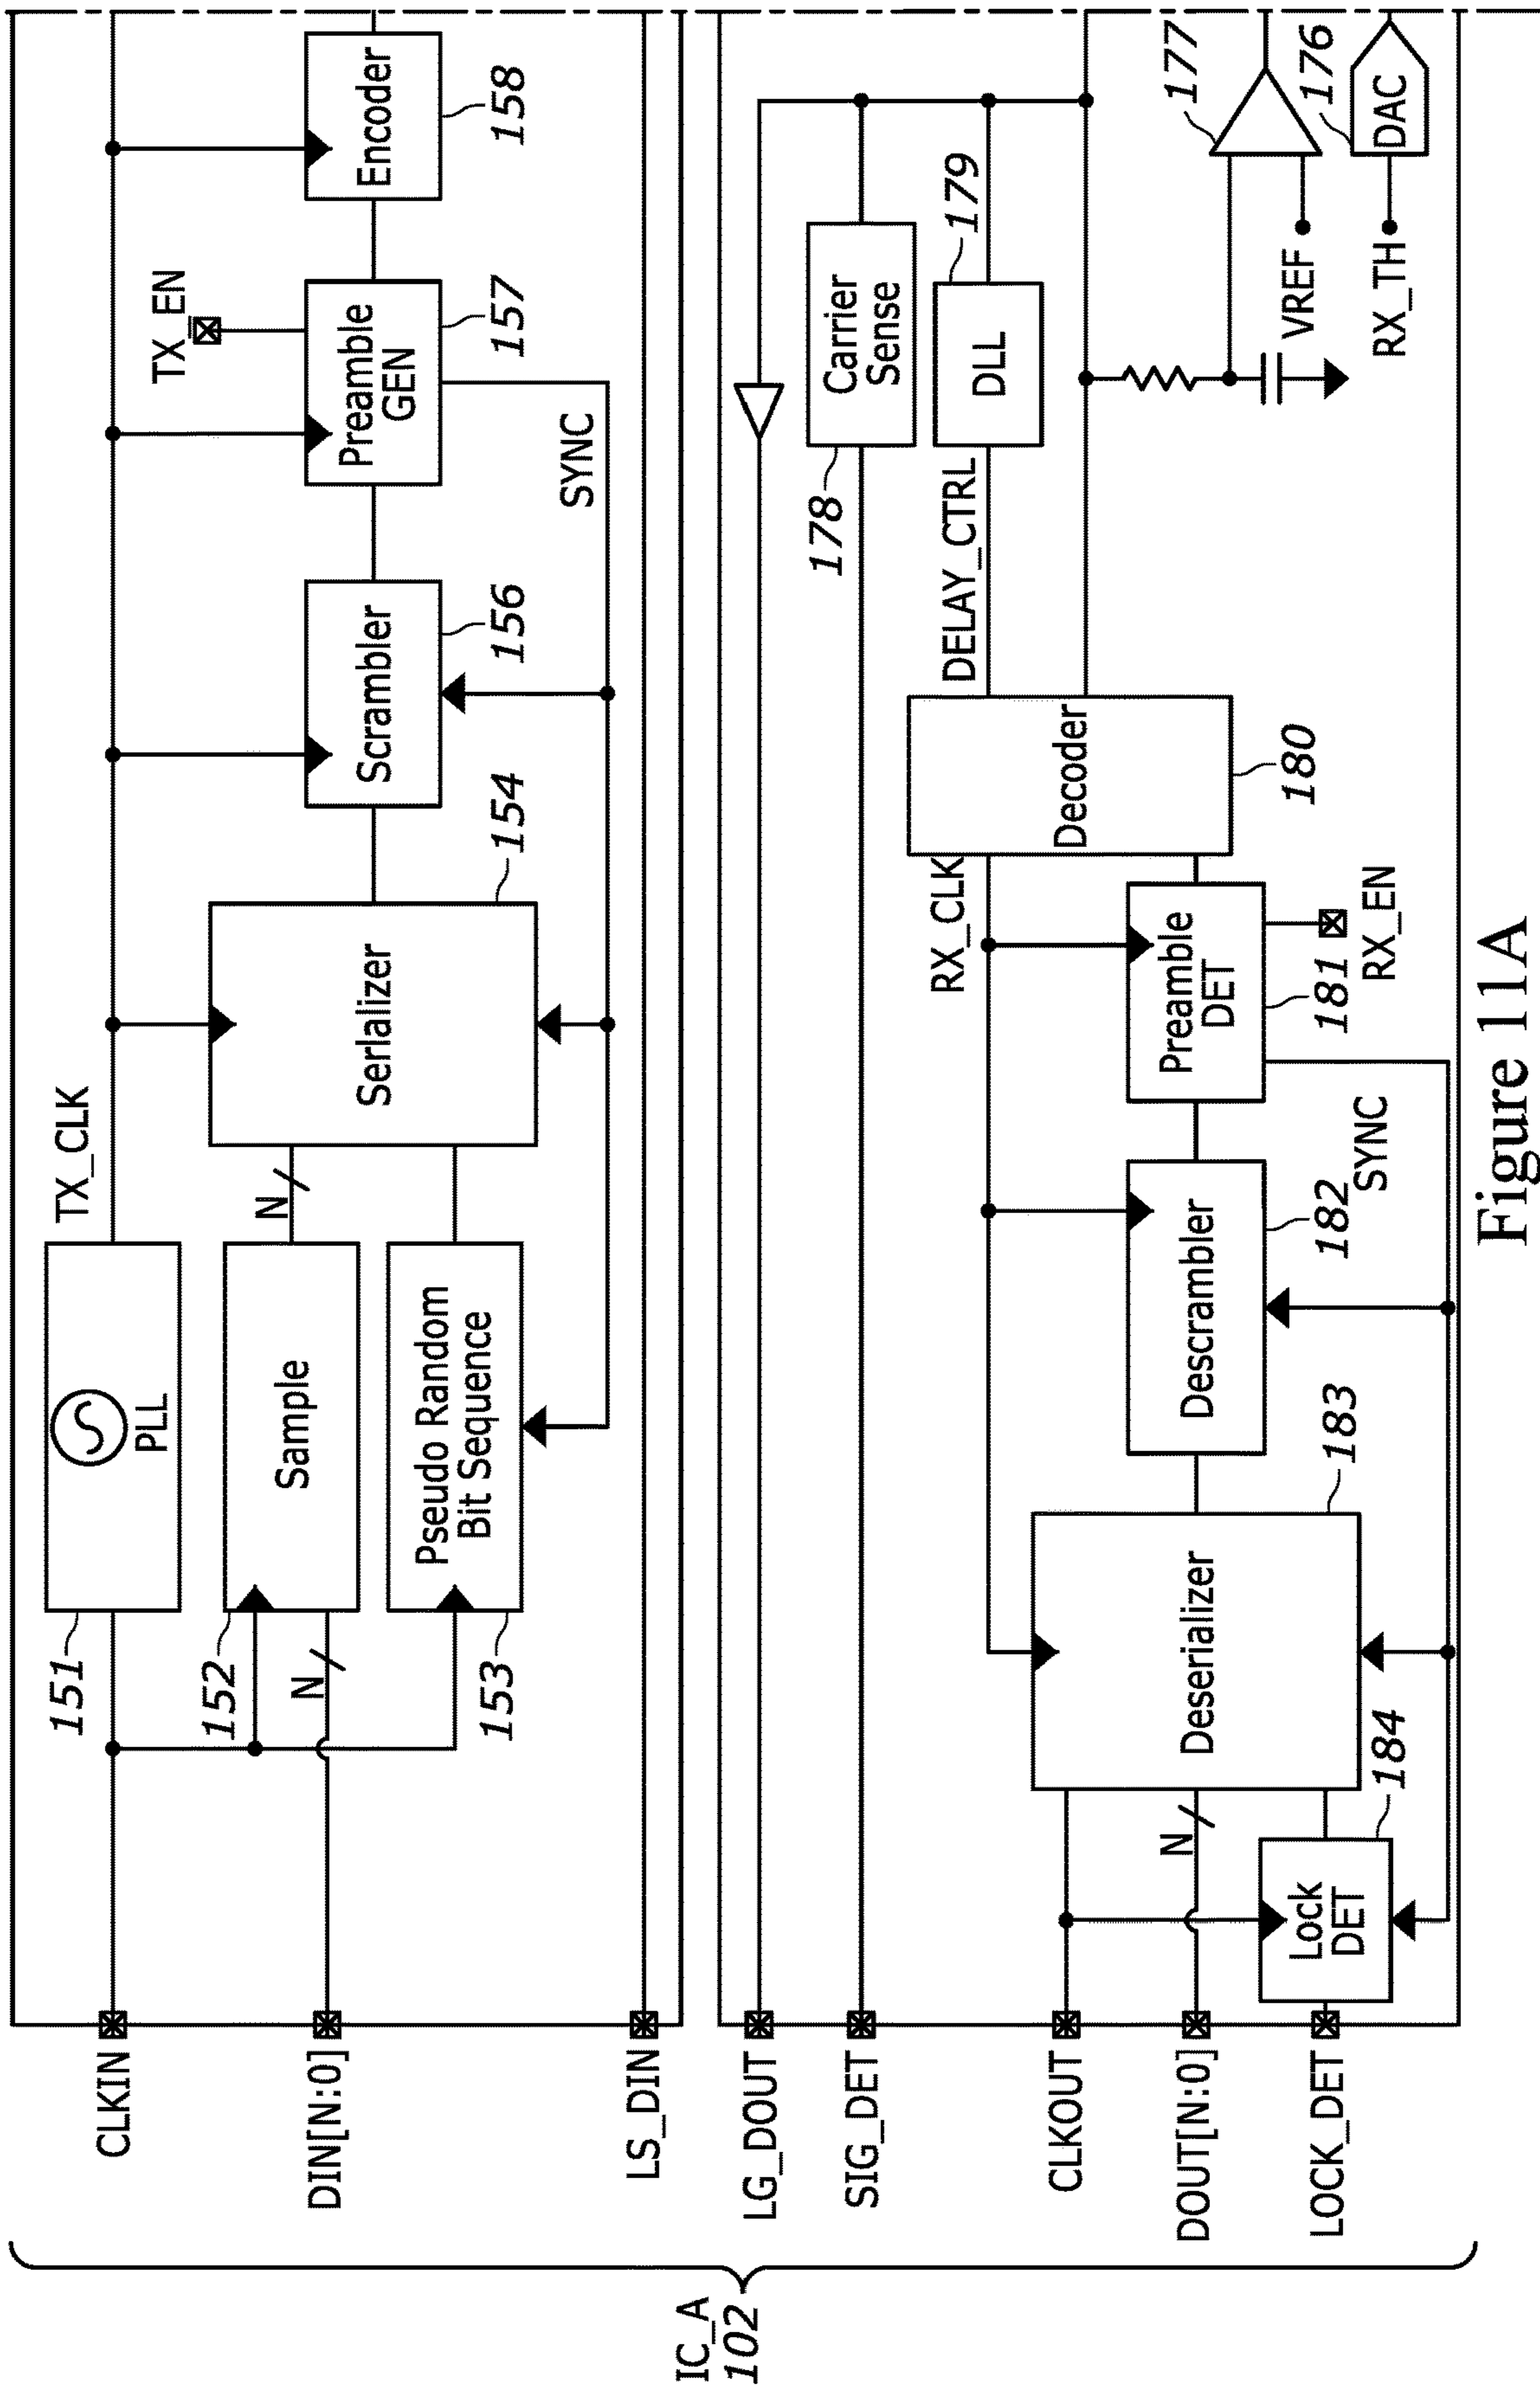 IC_A
102
CLKIN
DIN[N:0]
LS_DIN
151
PLL
TX_CLK
152
Sample
N
N
153
Pseudo Random
Bit Sequence
Serlalizer
154
Scrambler
156
TX_EN
Preamble
GEN
157
SYNC
Encoder
158
LG_DOUT
SIG_DET
CLKOUT
DOUT[N:0]
LOCK_DET
N
Lock
DET
184
Deserializer
183
Descrambler
182
SYNC
Preamble
DET
181
RX_EN
RX_CLK
Decoder
180
DELAY_CTRL
178
Carrier
Sense
DLL
179
VREF
RX_TH
177
176
DAC
Figure 11A